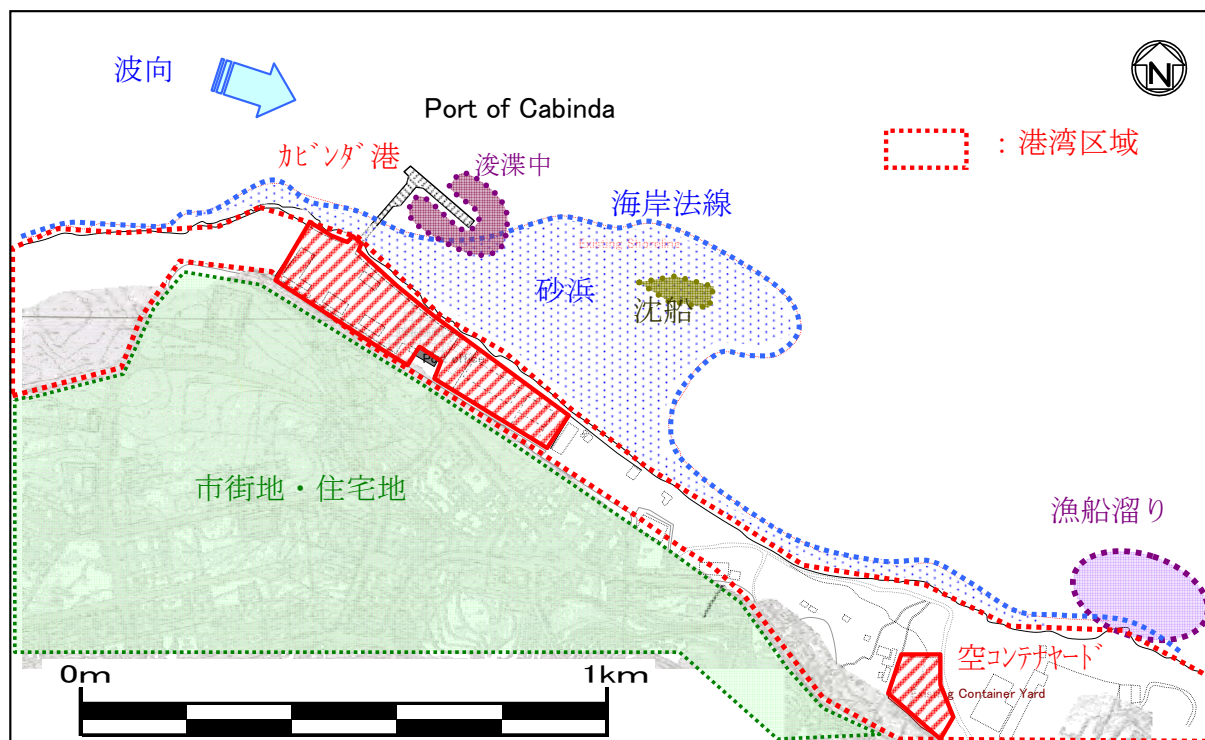 波向
N
Port of Cabinda
カビンダ港
浚渫中
：港湾区域
海岸法線
Existing Shoreline
砂浜
沈船
市街地・住宅地
漁船溜り
空コンテナヤード
Container Yard
0m
1km